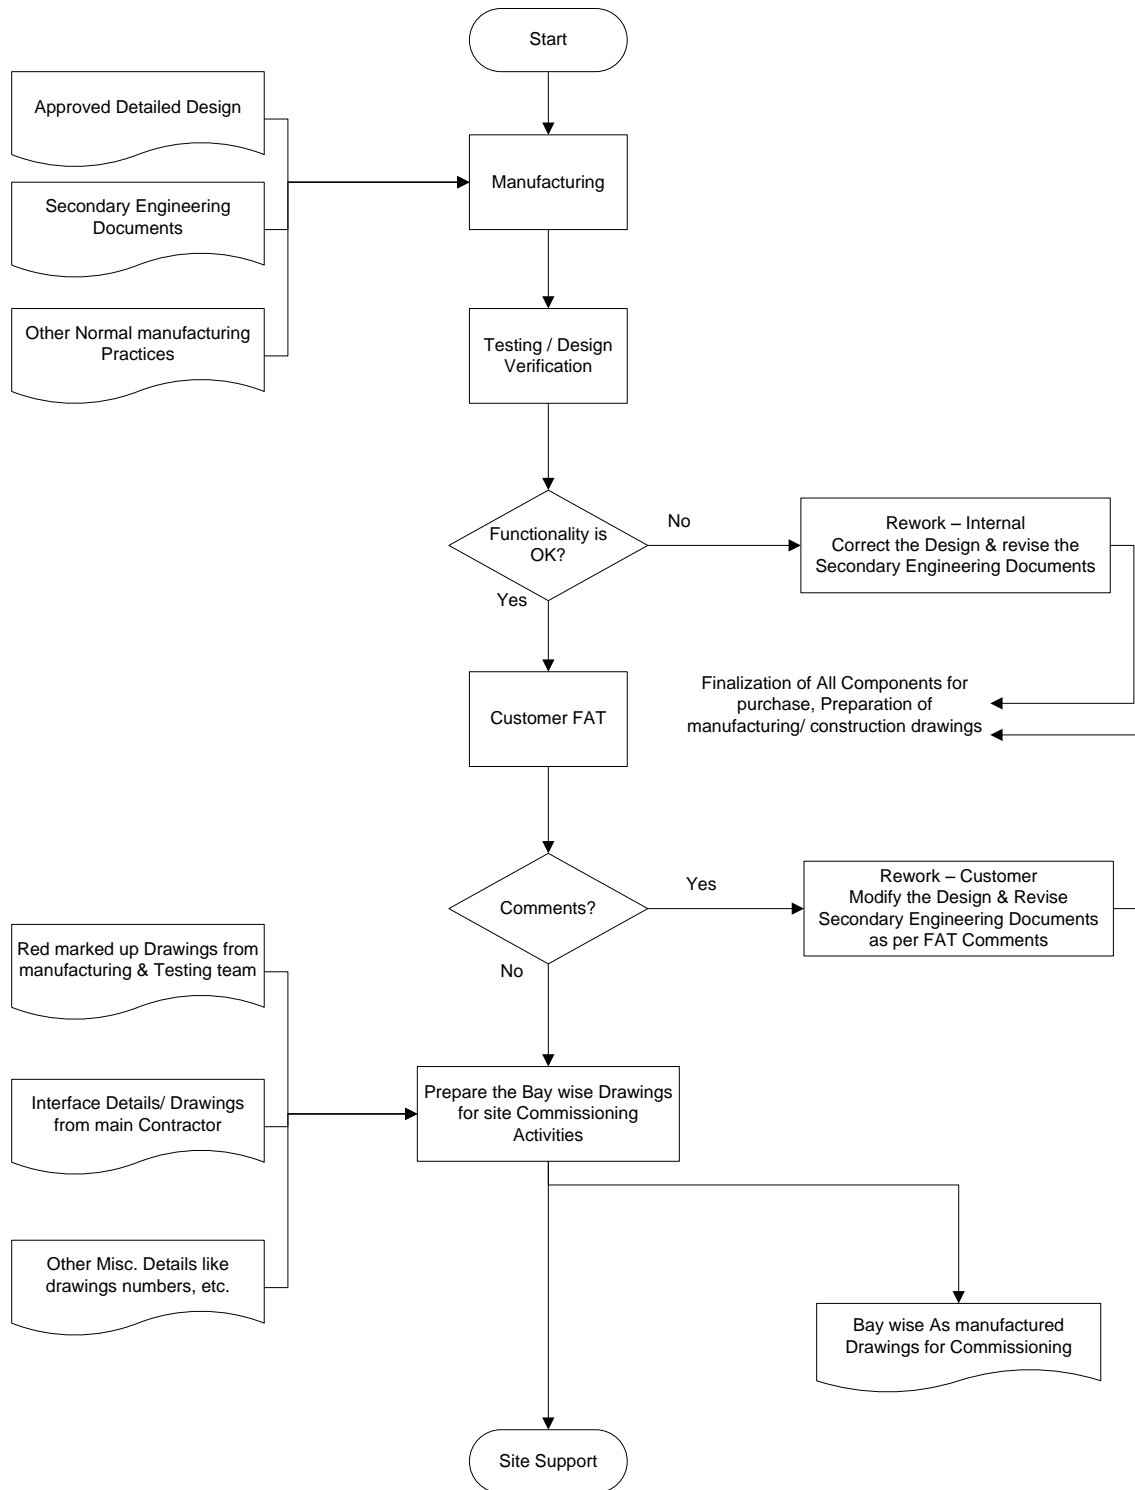 Start
Approved Detailed Design
Manufacturing
Secondary Engineering
Documents
Other Normal manufacturing
Practices
Testing / Design
Verification
Functionality is
OK?
No
Rework – Internal
Correct the Design & revise the
Secondary Engineering Documents
Yes
Customer FAT
Finalization of All Components for
purchase, Preparation of
manufacturing/ construction drawings
Comments?
Yes
Rework – Customer
Modify the Design & Revise
Secondary Engineering Documents
as per FAT Comments
No
Red marked up Drawings from
manufacturing & Testing team
Interface Details/ Drawings
from main Contractor
Prepare the Bay wise Drawings
for site Commissioning
Activities
Other Misc. Details like
drawings numbers, etc.
Bay wise As manufactured
Drawings for Commissioning
Site Support